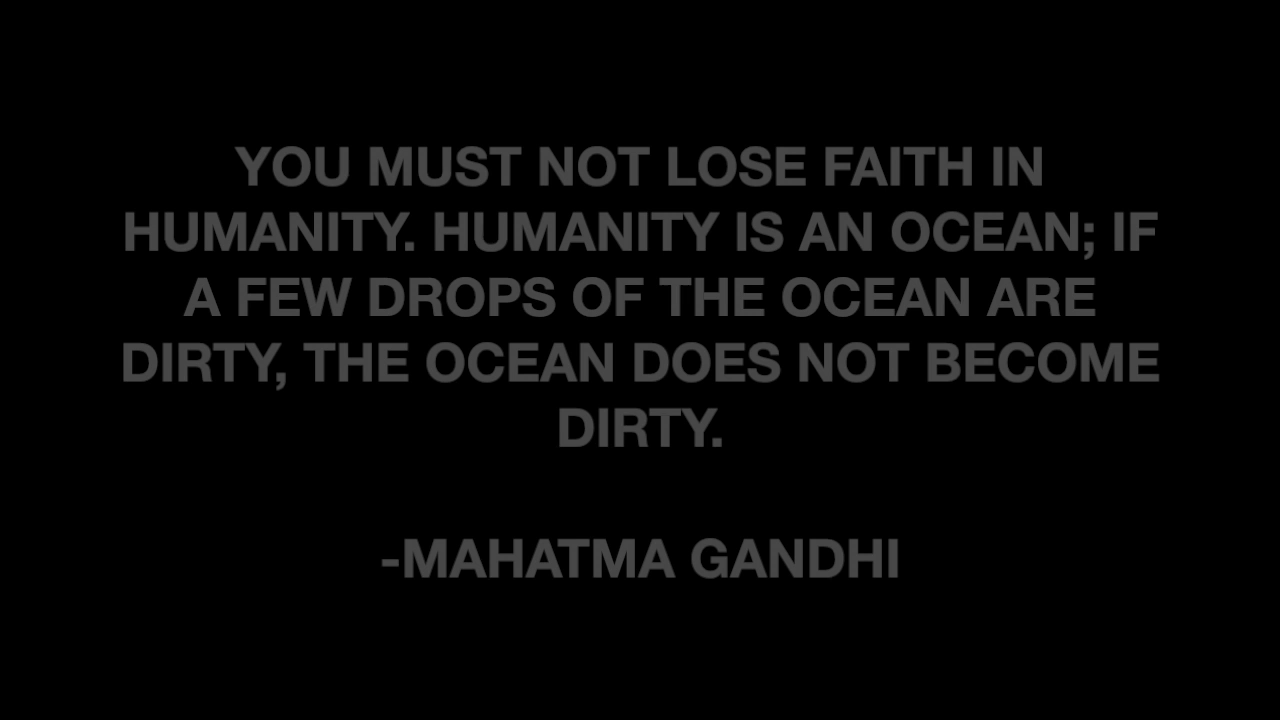 YOU MUST NOT LOSE FAITH IN
HUMANITY. HUMANITY IS AN OCEAN; IF
A FEW DROPS OF THE OCEAN ARE
DIRTY, THE OCEAN DOES NOT BECOME
DIRTY.
-MAHATMA GANDHI